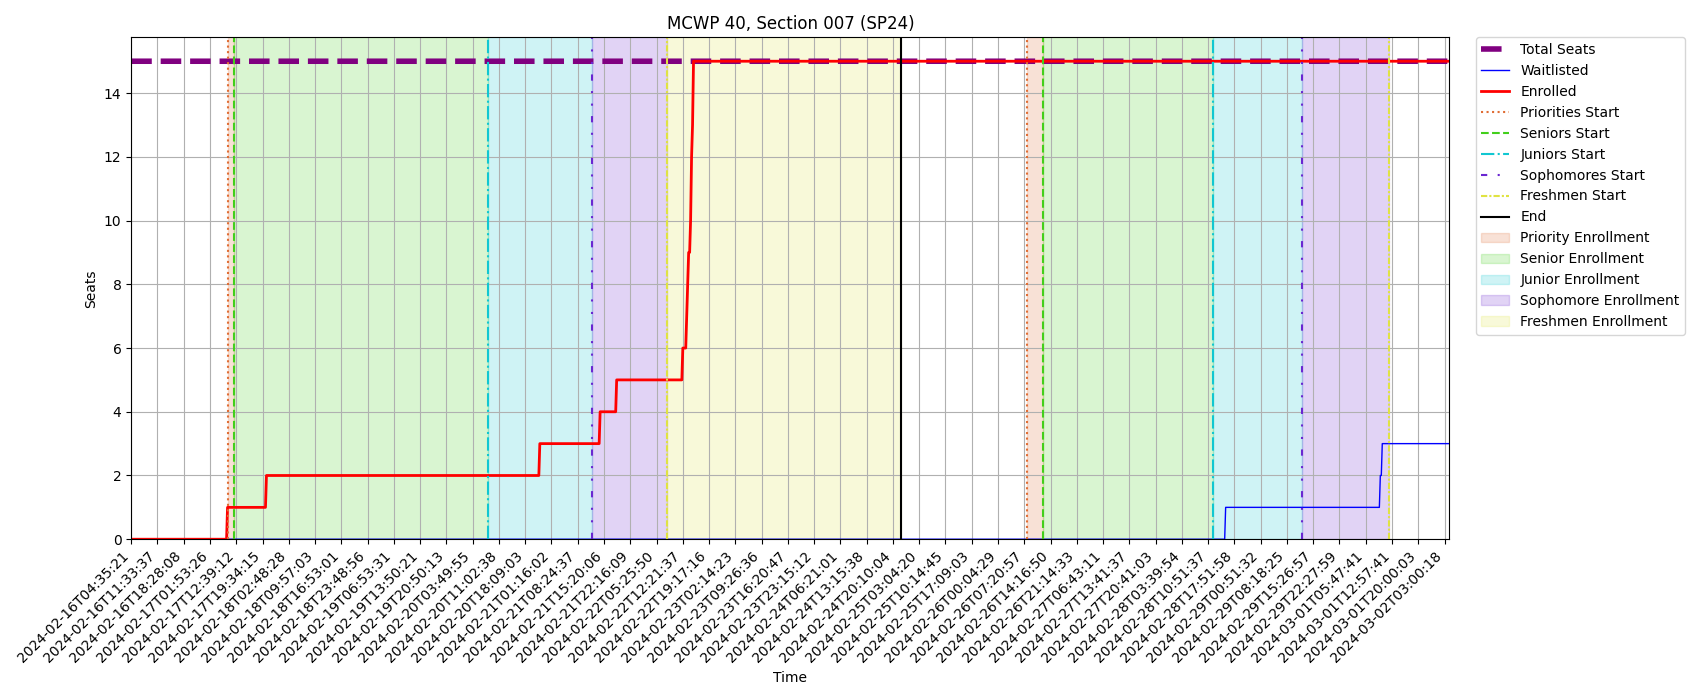 MCWP 40, Section 007 (SP24)
Seats
14
12
10
8
6
4
2
0
2024-02-16T04:35:21
2024-02-16T11:33:37
2024-02-16T18:28:08
2024-02-17T01:53:26
2024-02-17T12:39:12
2024-02-17T19:34:15
2024-02-18T02:48:28
2024-02-18T09:57:03
2024-02-18T16:53:01
2024-02-18T23:48:56
2024-02-19T06:53:31
2024-02-19T13:50:21
2024-02-19T20:50:13
2024-02-20T03:49:55
2024-02-20T11:02:38
2024-02-20T18:09:03
2024-02-21T01:16:02
2024-02-21T08:24:37
2024-02-21T15:20:06
2024-02-21T22:16:09
2024-02-22T05:25:50
2024-02-22T12:21:37
2024-02-22T19:17:16
2024-02-23T02:14:23
2024-02-23T09:26:36
2024-02-23T16:20:47
2024-02-23T23:15:12
2024-02-24T06:21:01
2024-02-24T13:15:38
2024-02-24T20:10:04
2024-02-25T03:04:20
2024-02-25T10:14:45
2024-02-25T17:09:03
2024-02-26T00:04:29
2024-02-26T07:20:57
2024-02-26T14:16:50
2024-02-26T21:14:33
2024-02-27T06:43:11
2024-02-27T13:41:37
2024-02-27T20:41:03
2024-02-28T03:39:54
2024-02-28T10:51:37
2024-02-28T17:51:58
2024-02-29T00:51:32
2024-02-29T08:18:25
2024-02-29T15:26:57
2024-02-29T22:27:59
2024-03-01T05:47:41
2024-03-01T12:57:41
2024-03-01T20:00:03
2024-03-02T03:00:18
Time
Total Seats
Waitlisted
Enrolled
Priorities Start
Seniors Start
Juniors Start
Sophomores Start
Freshmen Start
End
Priority Enrollment
Senior Enrollment
Junior Enrollment
Sophomore Enrollment
Freshmen Enrollment